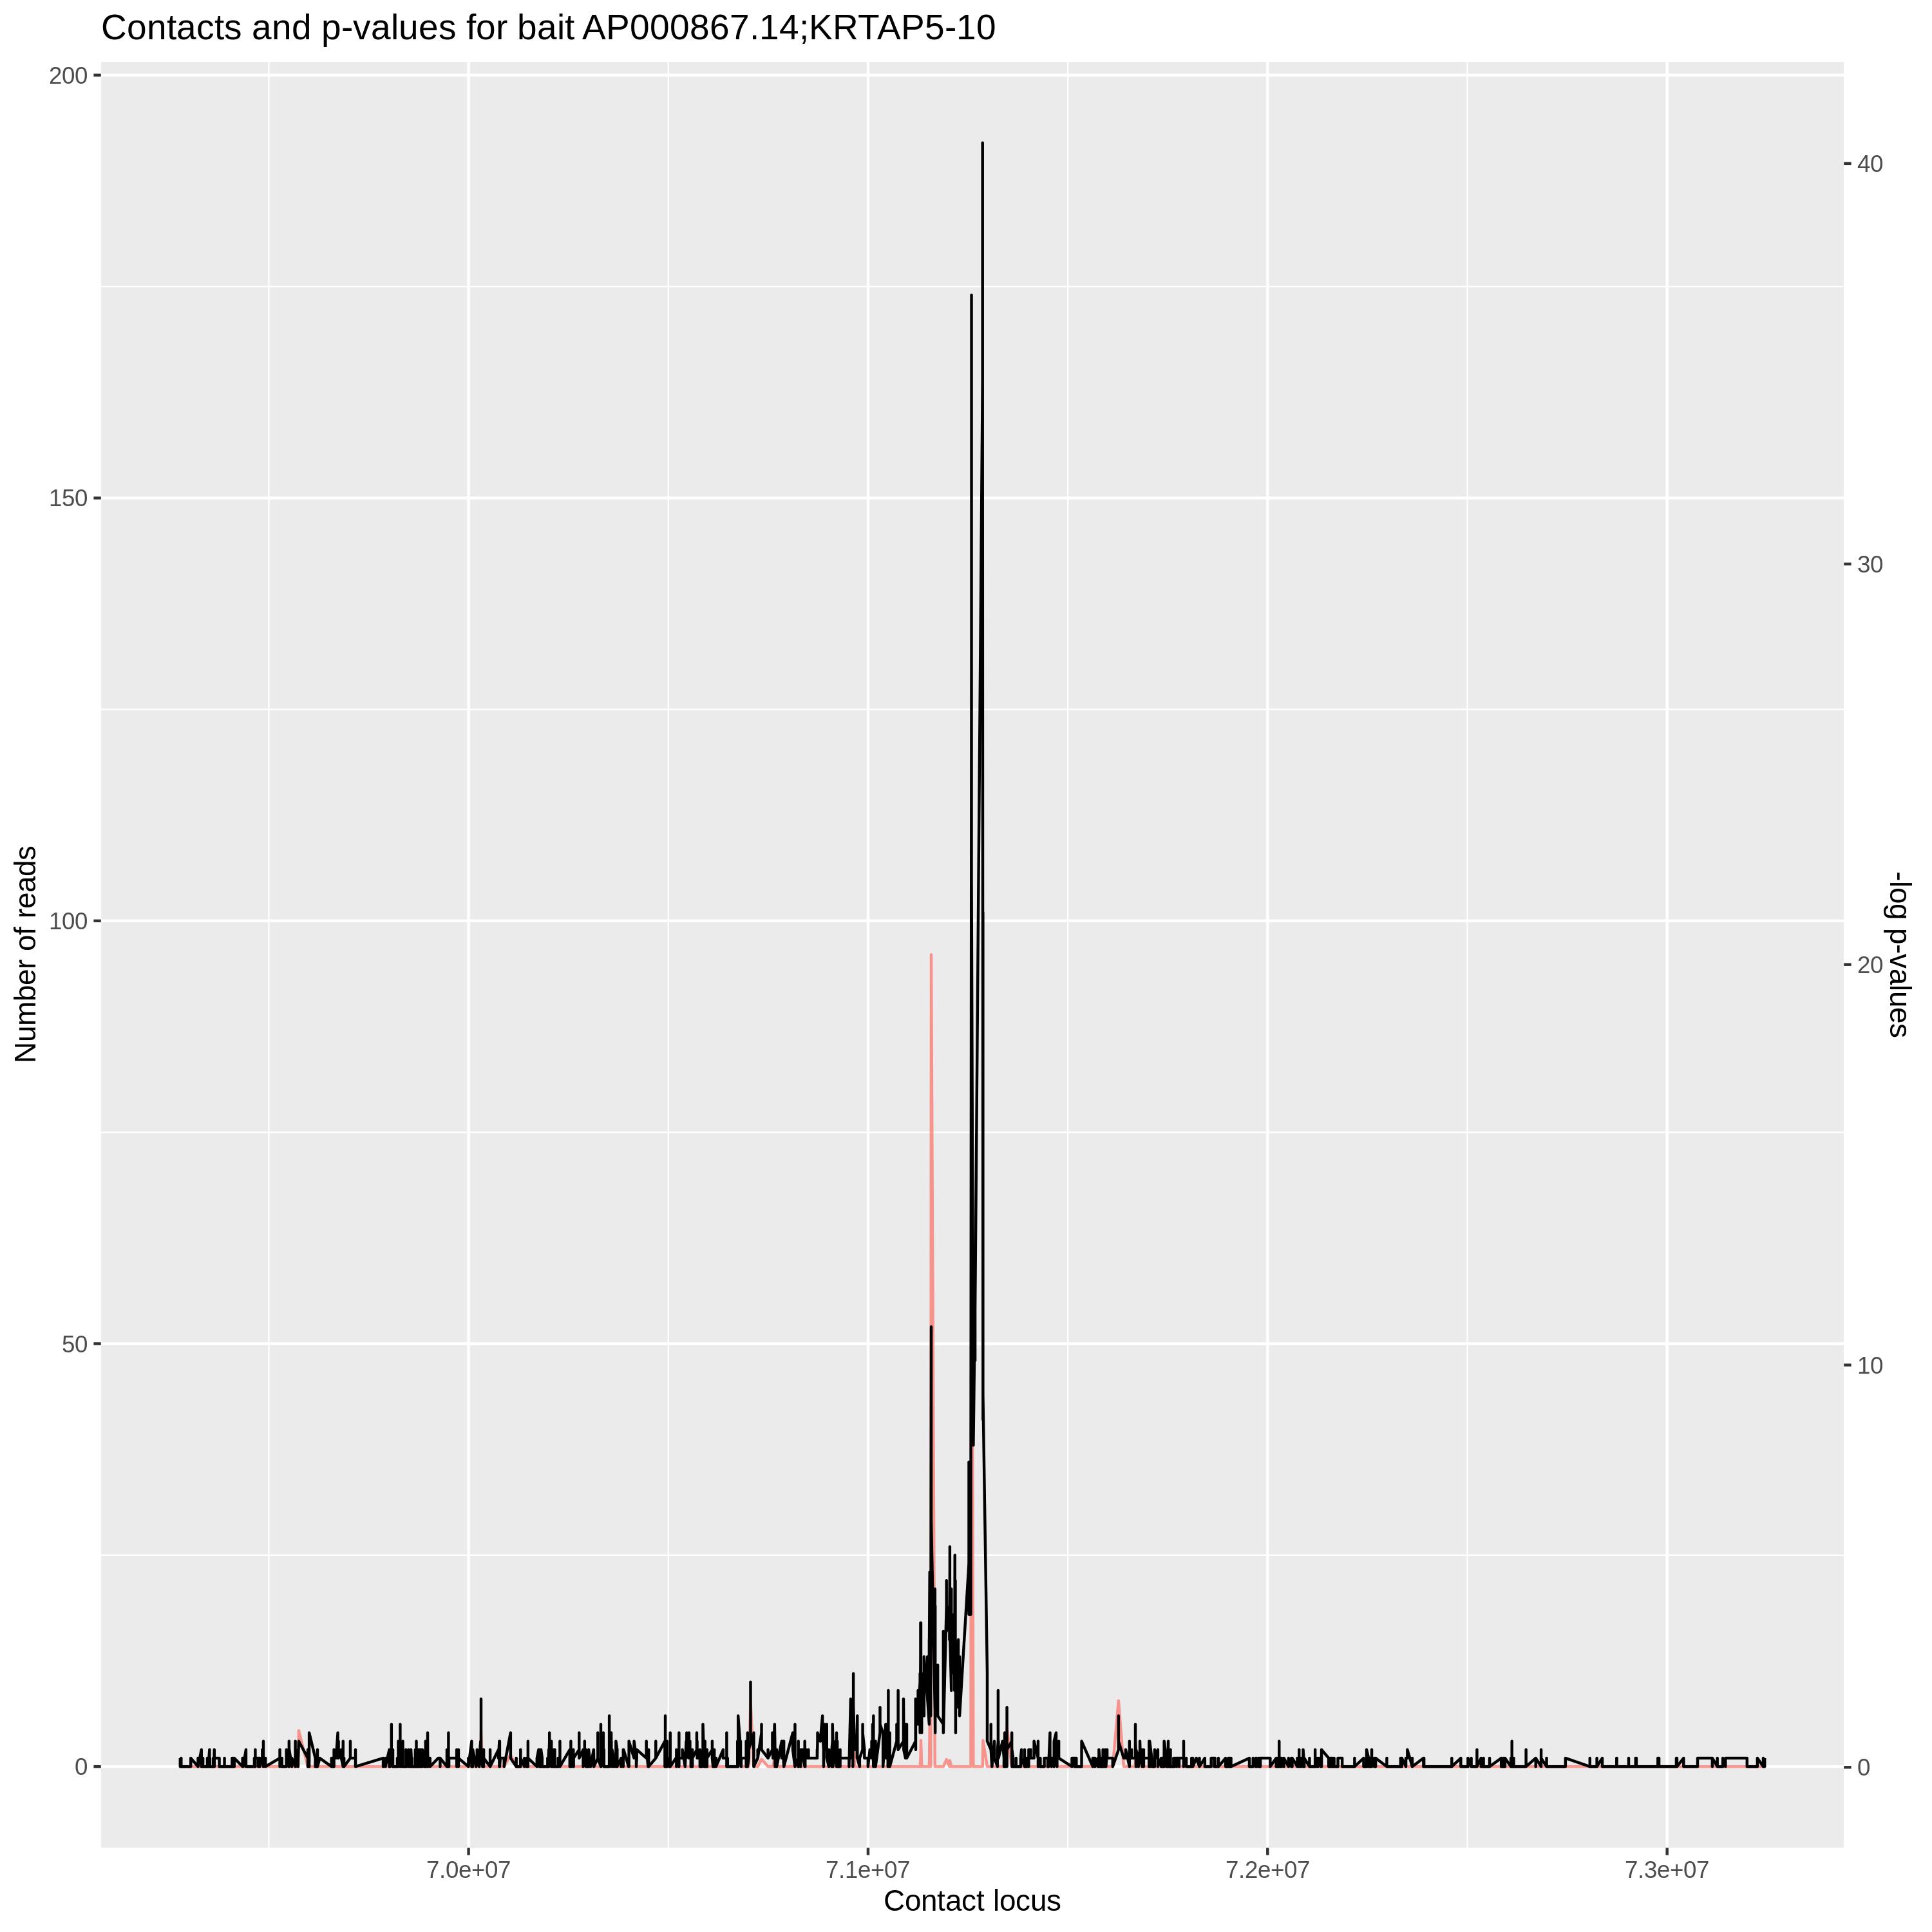 Contacts and p-values for bait AP000867.14;KRTAP5-10
200
150
100
50
0
Number of reads
40
30
20
10
0
-log p-values
7.0e+07
7.1e+07
7.2e+07
7.3e+07
Contact locus